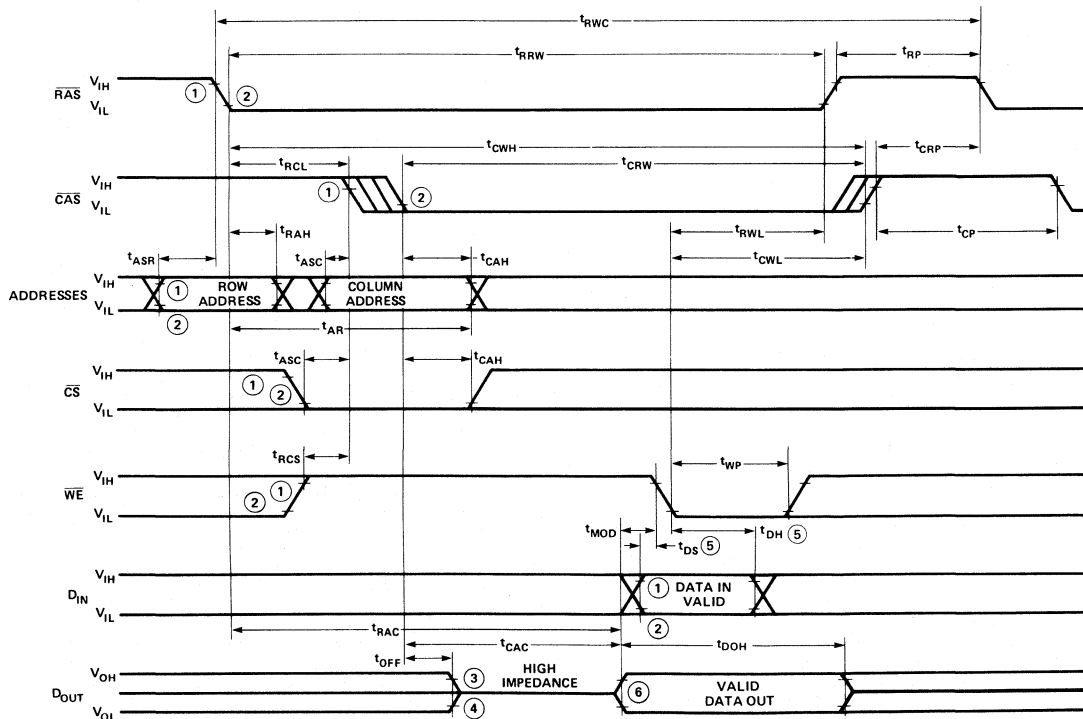 tRWC
tRRW
tRP
RAS
VIH
VIL
① ②
tCWH
tRCL
tCRW
tCRP
CAS
VIH
VIL
① ②
tRAH
tRWL
tCP
tASR
tASC
tCAH
tCWL
ADDRESSES
VIH
VIL
① ROW ADDRESS
②
COLUMN ADDRESS
tAR
tASC
tCAH
CS
VIH
VIL
① ②
tRCS
tWP
WE
VIH
VIL
② ①
tMOD
tDS ⑤
tDH ⑤
DIN
VIH
VIL
① DATA IN
VALID
②
tRAC
tCAC
tDOH
tOFF
DOUT
VOH
VOL
③
④
HIGH
IMPEDANCE
⑥
VALID
DATA OUT